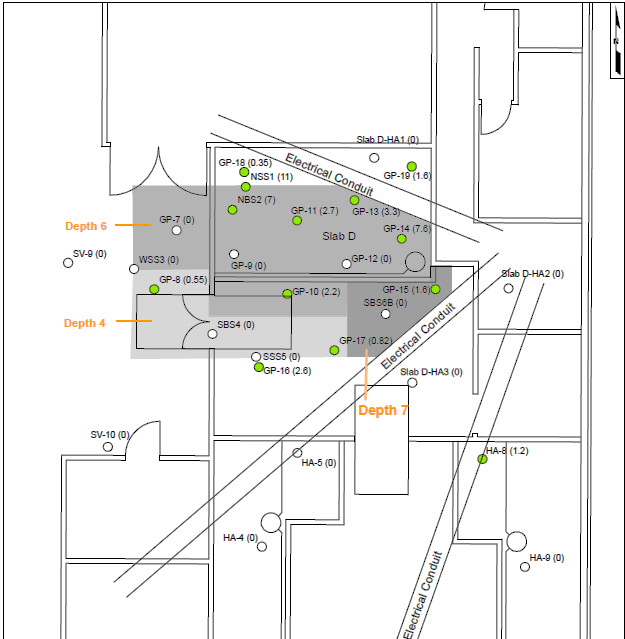 N
Slab D-HA1 (0)
GP-18 (0.35)
Electrical Conduit
GP-19 (1.6)
NSS1 (11)
NBS2 (7)
GP-11 (2.7)
GP-13 (3.3)
Depth 6
GP-7 (0)
Slab D
GP-14 (7.6)
SV-9 (0)
WSS3 (0)
GP-9 (0)
GP-12 (0)
GP-8 (0.55)
GP-10 (2.2)
GP-15 (1.6)
Slab D-HA2 (0)
SBS6B (0)
Depth 4
SBS4 (0)
Electrical Conduit
GP-17 (0.82)
SSS5 (0)
GP-16 (2.6)
Slab D-HA3 (0)
Depth 7
SV-10 (0)
HA-5 (0)
HA-8 (1.2)
HA-4 (0)
HA-9 (0)
Electrical Conduit